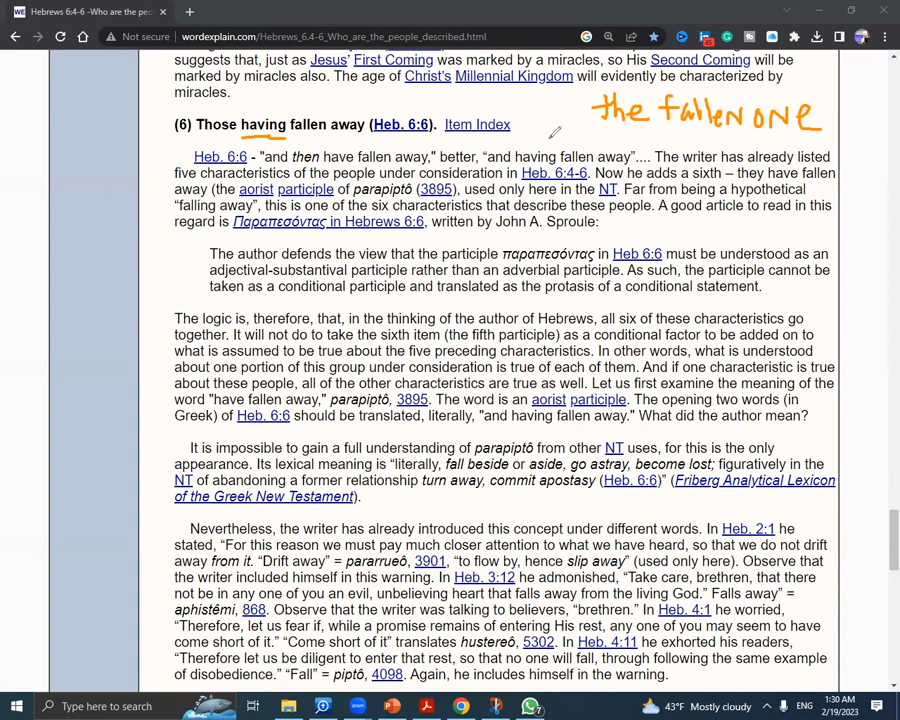 Hebrews 6:4-6 Who are the peo
Not secure
wordexplain.com/Hebrews_6.4-6_Who_are_the_people_described.html
45
suggests that, just as Jesus' First Coming was marked by a miracles, so His Second Coming will be
marked by miracles also. The age of Christ's Millennial Kingdom will evidently be characterized by
miracles.
the fallen one
(6) Those having fallen away (Heb. 6:6). Item Index
Heb. 6:6 - "and then have fallen away," better, “and having fallen away”.... The writer has already listed
five characteristics of the people under consideration in Heb. 6:4-6. Now he adds a sixth – they have fallen
away (the aorist participle of parapiptô (3895), used only here in the NT. Far from being a hypothetical
“falling away”, this is one of the six characteristics that describe these people. A good article to read in this
regard is Παραπεσόντας in Hebrews 6:6, written by John A. Sproule:
The author defends the view that the participle παραπεσόντας in Heb 6:6 must be understood as an
adjectival-substantival participle rather than an adverbial participle. As such, the participle cannot be
taken as a conditional participle and translated as the protasis of a conditional statement.
The logic is, therefore, that, in the thinking of the author of Hebrews, all six of these characteristics go
together. It will not do to take the sixth item (the fifth participle) as a conditional factor to be added on to
what is assumed to be true about the five preceding characteristics. In other words, what is understood
about one portion of this group under consideration is true of each of them. And if one characteristic is true
about these people, all of the other characteristics are true as well. Let us first examine the meaning of the
word "have fallen away," parapiptô, 3895. The word is an aorist participle. The opening two words (in
Greek) of Heb. 6:6 should be translated, literally, "and having fallen away." What did the author mean?
It is impossible to gain a full understanding of parapiptô from other NT uses, for this is the only
appearance. Its lexical meaning is “literally, fall beside or aside, go astray, become lost; figuratively in the
NT of abandoning a former relationship turn away, commit apostasy (Heb. 6:6)” (Friberg Analytical Lexicon
of the Greek New Testament).
Nevertheless, the writer has already introduced this concept under different words. In Heb. 2:1 he
stated, “For this reason we must pay much closer attention to what we have heard, so that we do not drift
away from it. “Drift away” = pararrueô, 3901, “to flow by, hence slip away” (used only here). Observe that
the writer included himself in this warning. In Heb. 3:12 he admonished, “Take care, brethren, that there
not be in any one of you an evil, unbelieving heart that falls away from the living God.” Falls away” =
aphistêmi, 868. Observe that the writer was talking to believers, “brethren.” In Heb. 4:1 he worried,
“Therefore, let us fear if, while a promise remains of entering His rest, any one of you may seem to have
come short of it.” “Come short of it” translates hustereô, 5302. In Heb. 4:11 he exhorted his readers,
“Therefore let us be diligent to enter that rest, so that no one will fall, through following the same example
of disobedience.” “Fall” = piptô, 4098. Again, he includes himself in the warning.
Type here to search
43°F Mostly cloudy
1:30 AM
2/19/2023